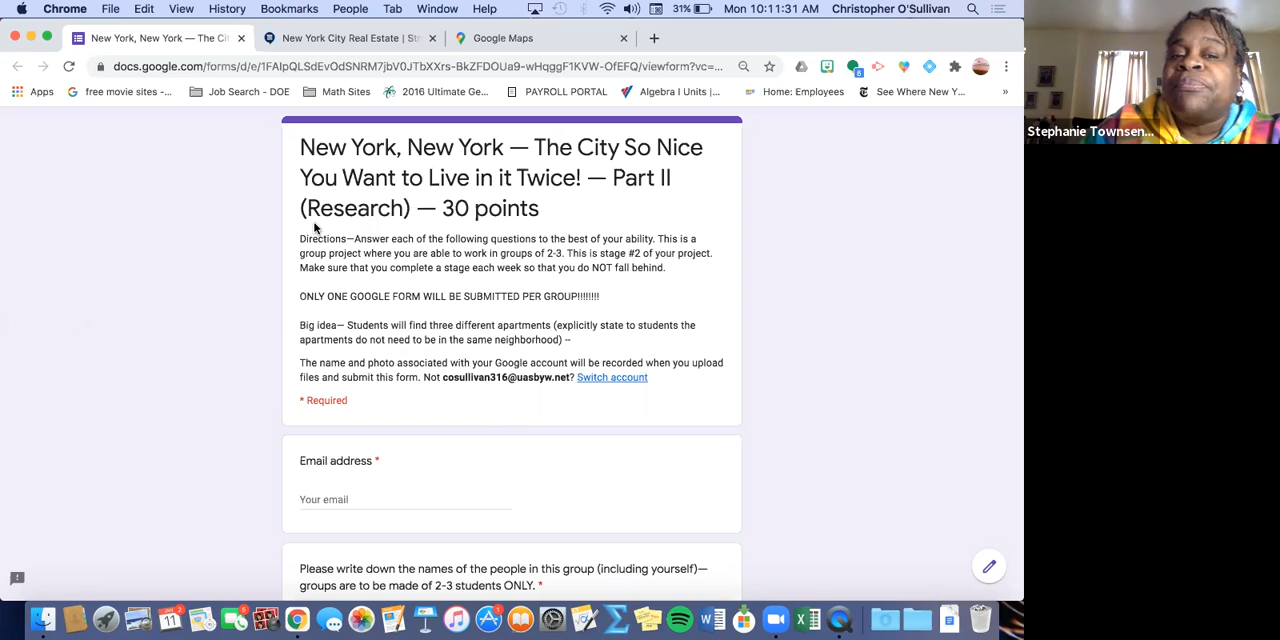 Chrome File Edit View History Bookmarks People Tab Window Help 31% Mon 10:11:31 AM Christopher O'Sullivan
New York, New York — The Cit New York City Real Estate | Str Google Maps
docs.google.com/forms/d/e/ /viewform?vc=...
Apps free movie sites -... Job Search - DOE Math Sites 2016 Ultimate Ge... PAYROLL PORTAL Algebra I Units |... Home: Employees See Where New Y... »
New York, New York — The City So Nice
You Want to Live in it Twice! — Part II
(Research) — 30 points
Directions—Answer each of the following questions to the best of your ability. This is a
group project where you are able to work in groups of 2-3. This is stage #2 of your project.
Make sure that you complete a stage each week so that you do NOT fall behind.
ONLY ONE GOOGLE FORM WILL BE SUBMITTED PER GROUP!!!!!!!!
Big idea— Students will find three different apartments (explicitly state to students the
apartments do not need to be in the same neighborhood) --
The name and photo associated with your Google account will be recorded when you upload
files and submit this form. Not cosullivan316@uasbyw.net? Switch account
* Required
Email address *
Your email
Please write down the names of the people in this group (including yourself)—
groups are to be made of 2-3 students ONLY. *
Stephanie Townsen...